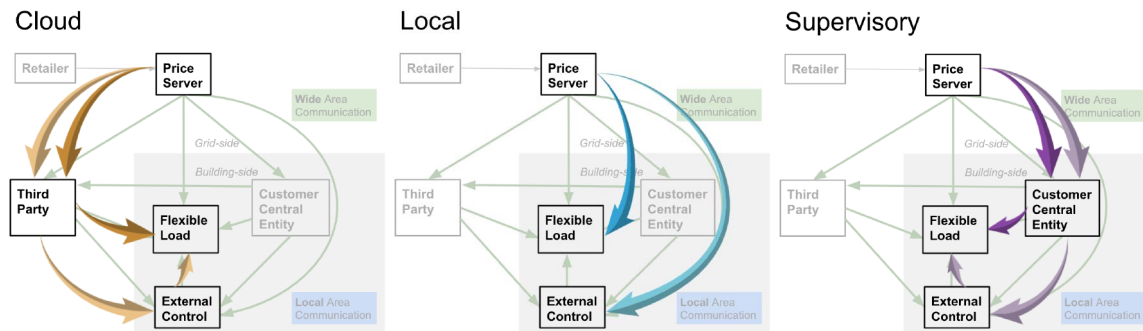 Cloud
Retailer
Price
Server
Wide Area
Communication
Grid-side
Building-side
Third
Party
Flexible
Load
Customer
Central
Entity
External
Control
Local Area
Communication
Local
Retailer
Price
Server
Wide Area
Communication
Grid-side
Building-side
Third
Party
Flexible
Load
Customer
Central
Entity
External
Control
Local Area
Communication
Supervisory
Retailer
Price
Server
Wide Area
Communication
Grid-side
Building-side
Third
Party
Flexible
Load
Customer
Central
Entity
External
Control
Local Area
Communication